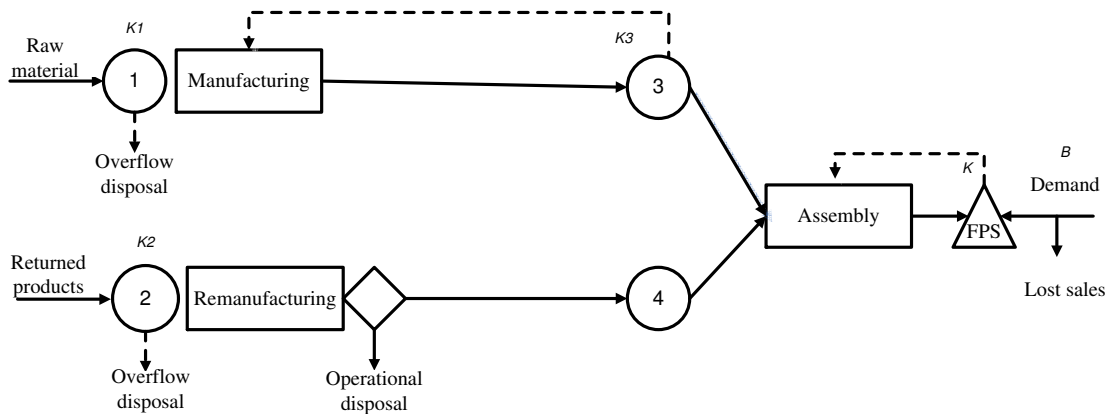 K1
Raw
material
1
Manufacturing
Overflow
disposal
K3
3
K2
Returned
products
2
Remanufacturing
Overflow
disposal
Operational
disposal
4
Assembly
K
FPS
B
Demand
Lost sales